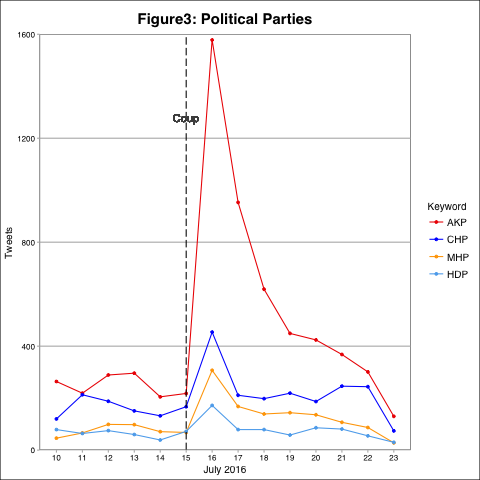 Figure3: Political Parties
1600
1200
800
400
0
Tweets
Coup
10 11 12 13 14 15 16 17 18 19 20 21 22 23
July 2016
Keyword
AKP
CHP
MHP
HDP